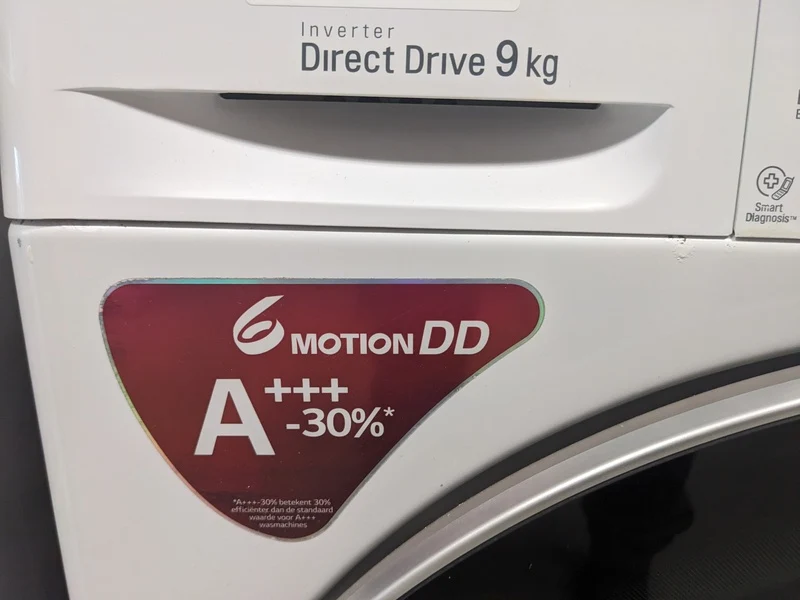 Inverter
Direct Drive 9 kg
Smart
Diagnosis™
6 MOTION DD
A+++
-30%*
*A+++-30% betekent 30%
efficiënter dan de standaard
waarde voor A+++
wasmachines